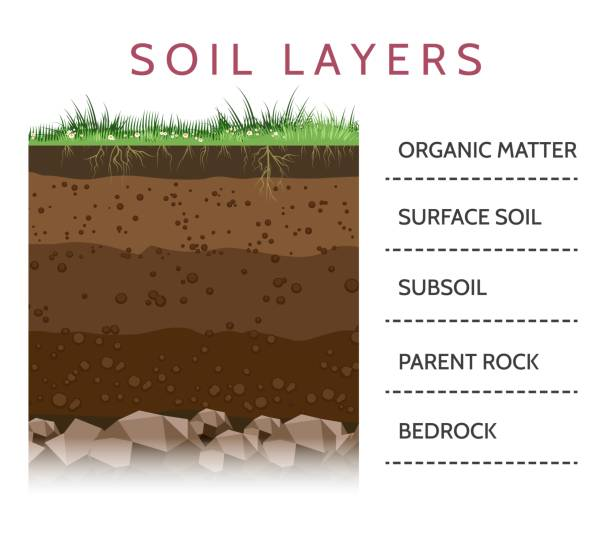 SOIL LAYERS
ORGANIC MATTER
SURFACE SOIL
SUBSOIL
PARENT ROCK
BEDROCK